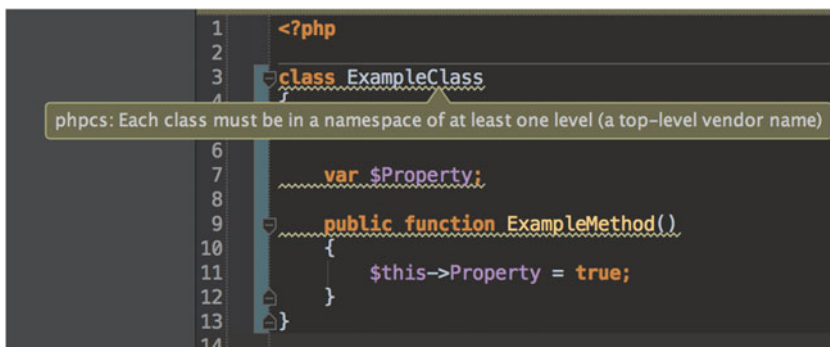 1 <?php
2
3 class ExampleClass
4 {
phpcs: Each class must be in a namespace of at least one level (a top-level vendor name)
6
7 var $Property;
8
9 public function ExampleMethod()
10 {
11 $this->Property = true;
12 }
13 }
14